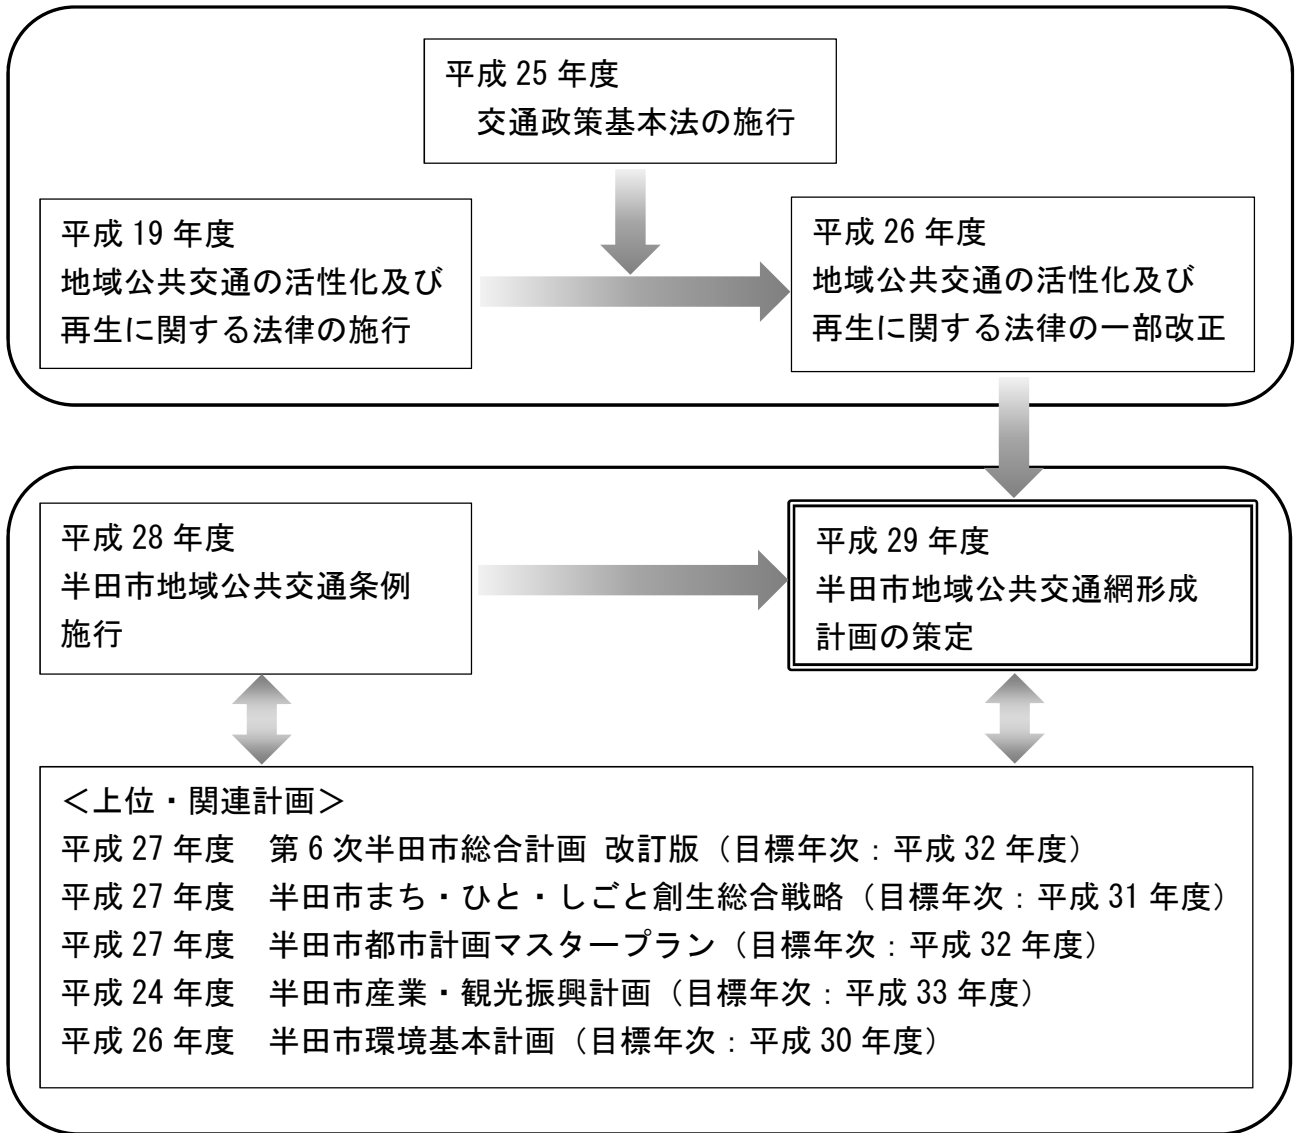 平成 25 年度
交通政策基本法の施行
平成 19 年度
地域公共交通の活性化及び
再生に関する法律の施行
平成 26 年度
地域公共交通の活性化及び
再生に関する法律の一部改正
平成 28 年度
半田市地域公共交通条例
施行
平成 29 年度
半田市地域公共交通網形成
計画の策定
＜上位・関連計画＞
平成 27 年度　第 6 次半田市総合計画 改訂版（目標年次：平成 32 年度）
平成 27 年度　半田市まち・ひと・しごと創生総合戦略（目標年次：平成 31 年度）
平成 27 年度　半田市都市計画マスタープラン（目標年次：平成 32 年度）
平成 24 年度　半田市産業・観光振興計画（目標年次：平成 33 年度）
平成 26 年度　半田市環境基本計画（目標年次：平成 30 年度）